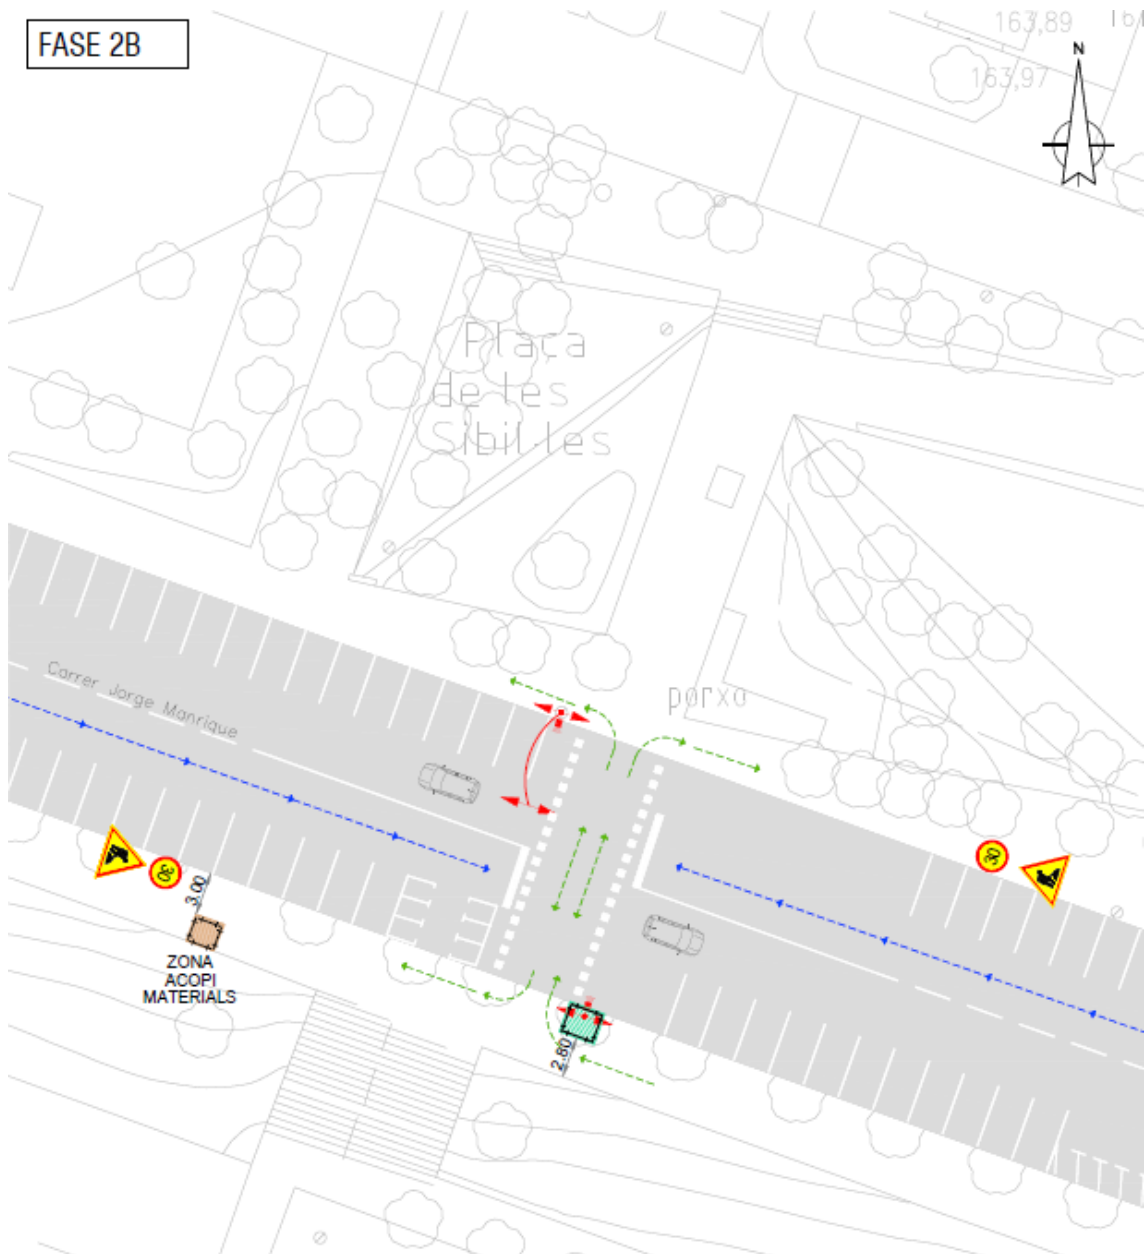 FASE 2B
163,89
N
163,97
Plaça
de les
Sibil·les
Correr Jorge Manrique
porxo
30
30
3.00
ZONA
ACOPI
MATERIALS
2.80